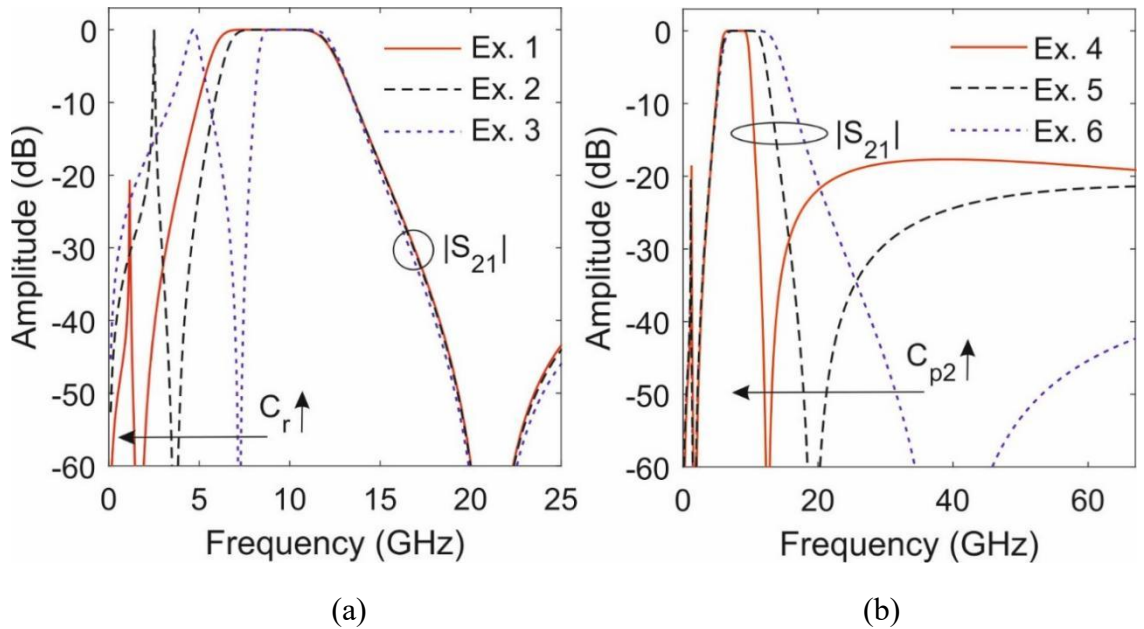 0
-10
-20
-30
-40
-50
-60
Amplitude (dB)
Ex. 1
Ex. 2
Ex. 3
|S21|
Cr
0 5 10 15 20 25
Frequency (GHz)
(a)
0
-10
-20
-30
-40
-50
-60
Amplitude (dB)
Ex. 4
Ex. 5
Ex. 6
|S21|
Cp2
0 20 40 60
Frequency (GHz)
(b)